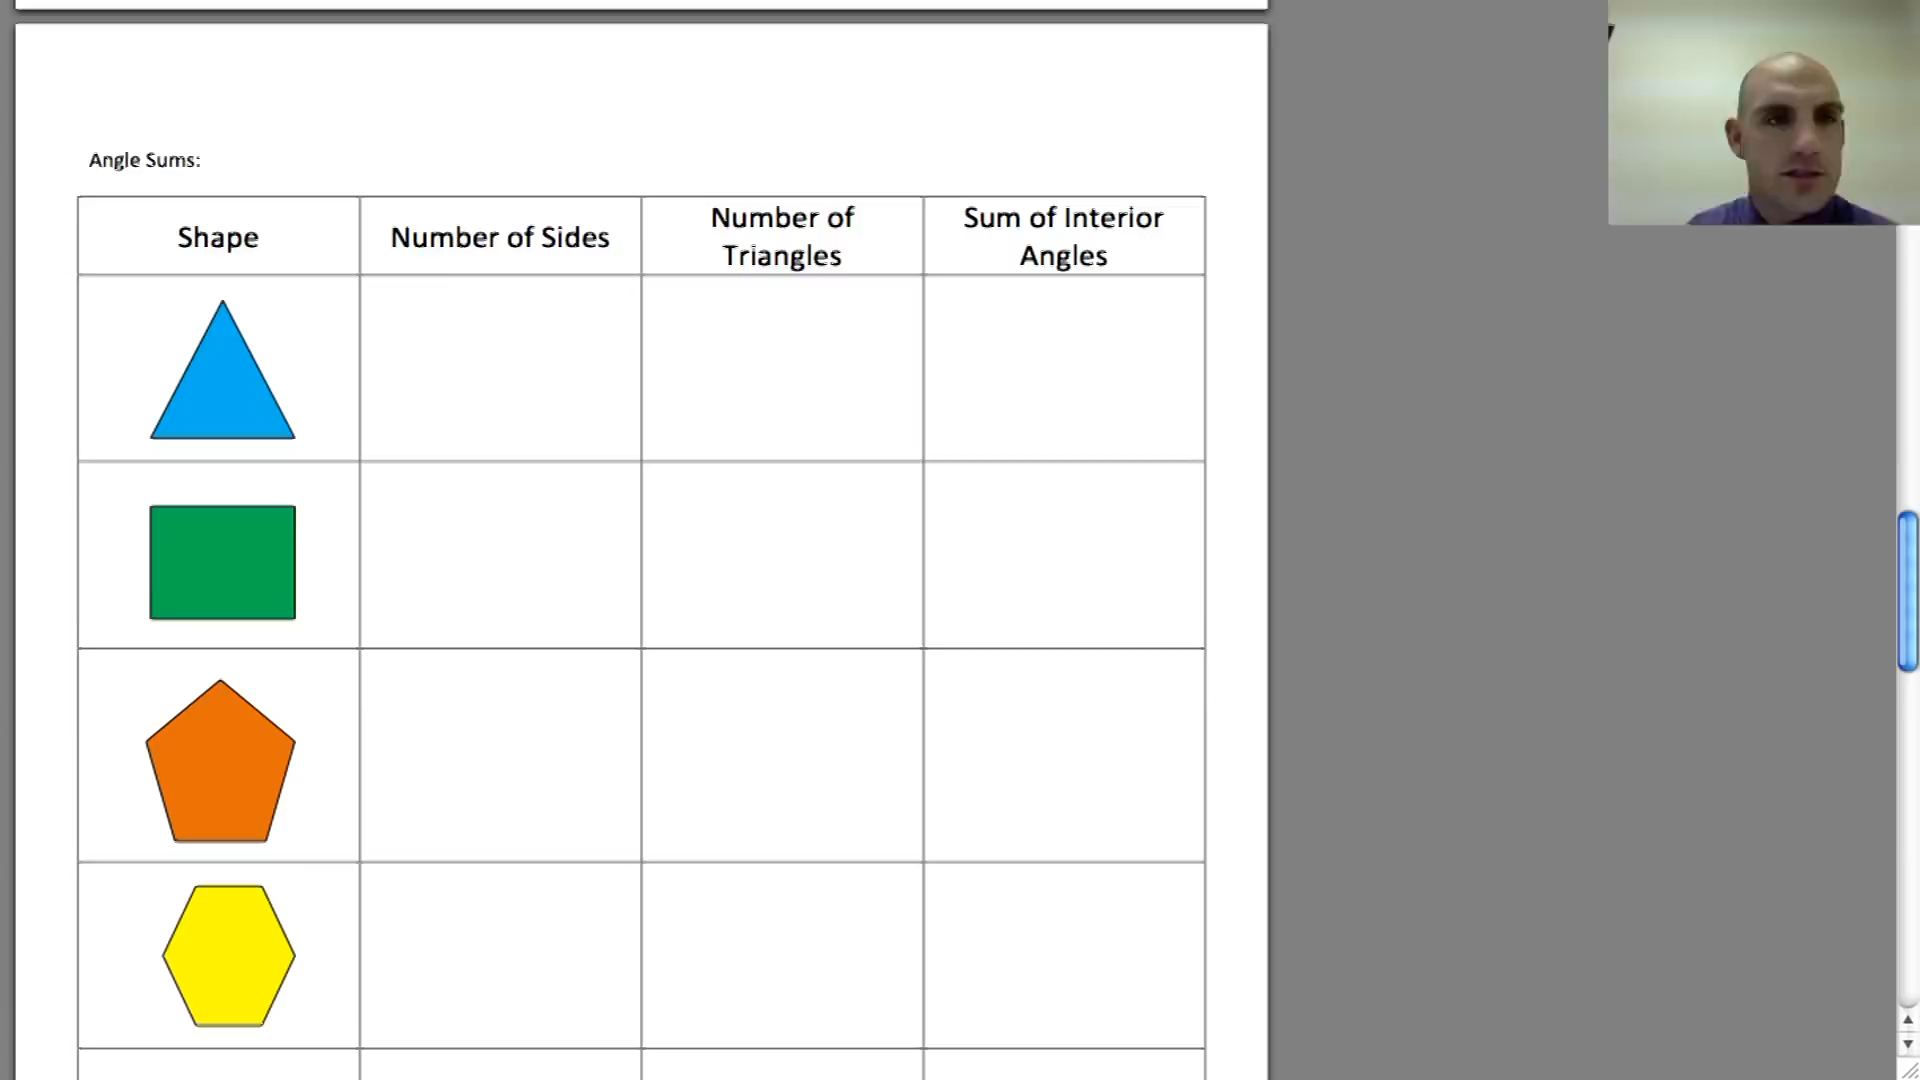 Angle Sums:
Shape
Number of Sides
Number of
Triangles
Sum of Interior
Angles